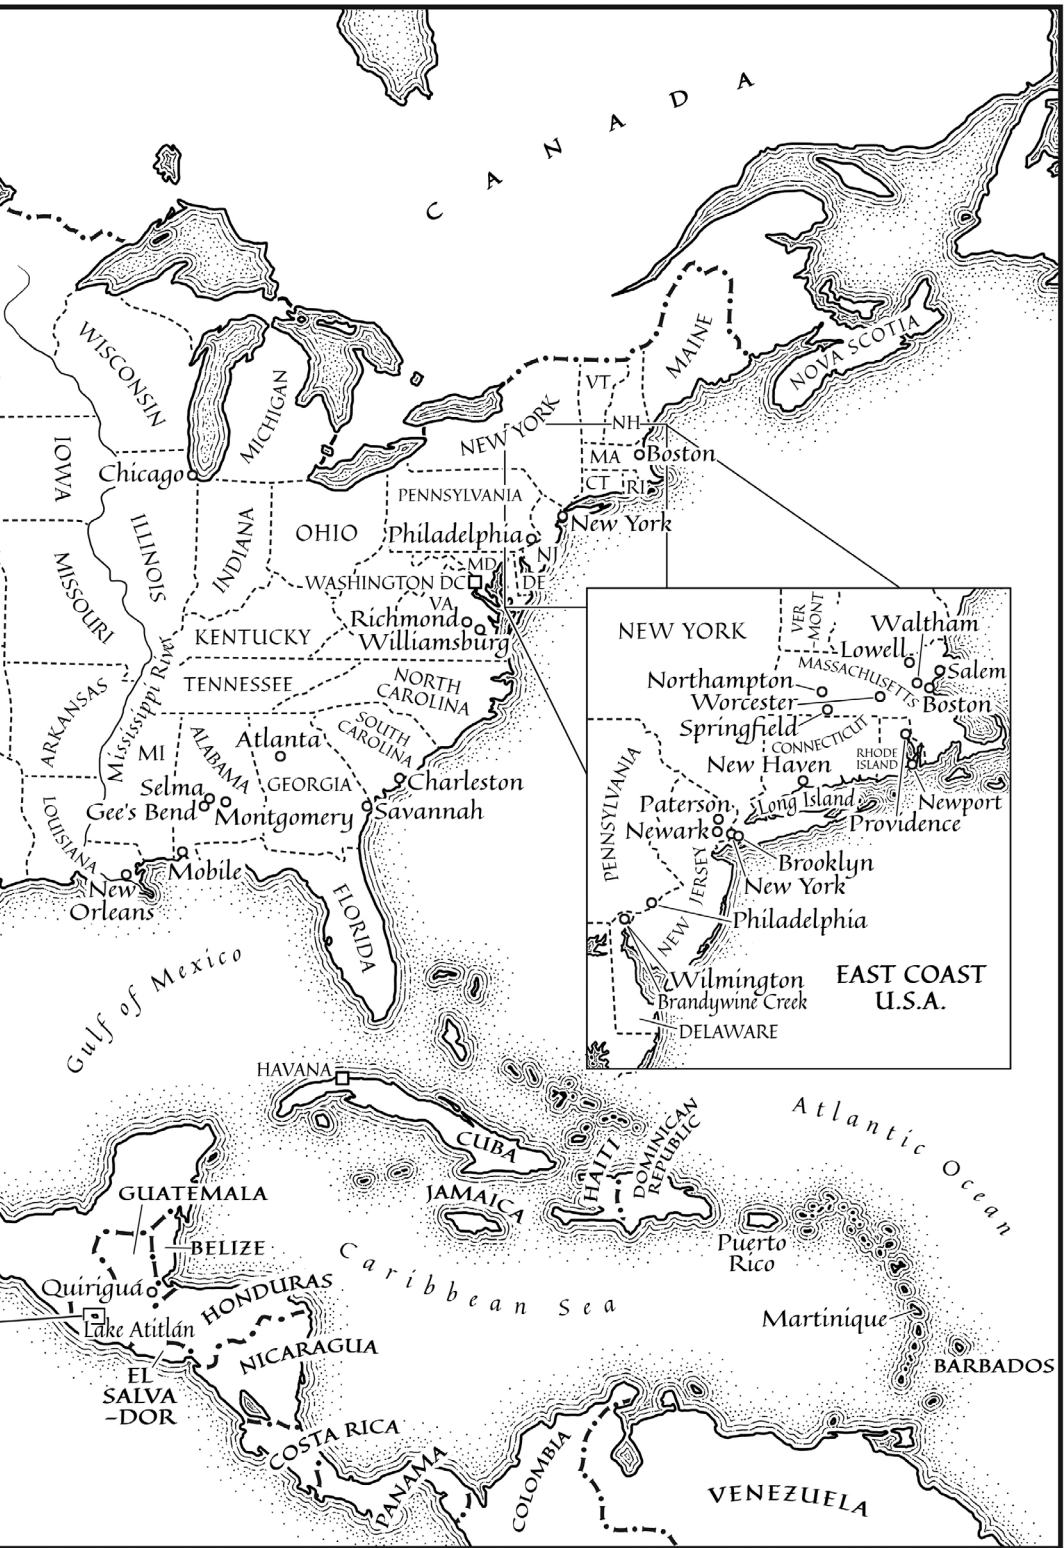 CANADA
WISCONSIN
MICHIGAN
MAINE
NOVA SCOTIA
VT
NEW YORK
NH
IOWA
Chicago
MA
Boston
CT
RI
PENNSYLVANIA
New York
ILLINOIS
INDIANA
OHIO
Philadelphia
NJ
MISSOURI
MD
WASHINGTON DC
DE
VA
Richmond
Williamsburg
KENTUCKY
Mississippi River
TENNESSEE
NORTH
CAROLINA
ARKANSAS
SOUTH
CAROLINA
MI
ALABAMA
Atlanta
GEORGIA
Charleston
Selma
Gee's Bend
Montgomery
Savannah
LOUISIANA
Mobile
New
Orleans
FLORIDA
Gulf of Mexico
NEW YORK
VER
-MONT
Waltham
Lowell
MASSACHUSETTS
Salem
Northampton
Worcester
Boston
Springfield
CONNECTICUT
RHODE
ISLAND
New Haven
PENNSYLVANIA
Long Island
Newport
Paterson
Providence
Newark
Brooklyn
New York
NEW JERSEY
Philadelphia
Wilmington
Brandywine Creek
DELAWARE
EAST COAST
U.S.A.
HAVANA
CUBA
Atlantic Ocean
HAITI
DOMINICAN
REPUBLIC
JAMAICA
GUATEMALA
BELIZE
Puerto
Rico
Caribbean Sea
Quiriguá
HONDURAS
Lake Atitlán
Martinique
NICARAGUA
BARBADOS
EL
SALVA
-DOR
COSTA RICA
PANAMA
COLOMBIA
VENEZUELA